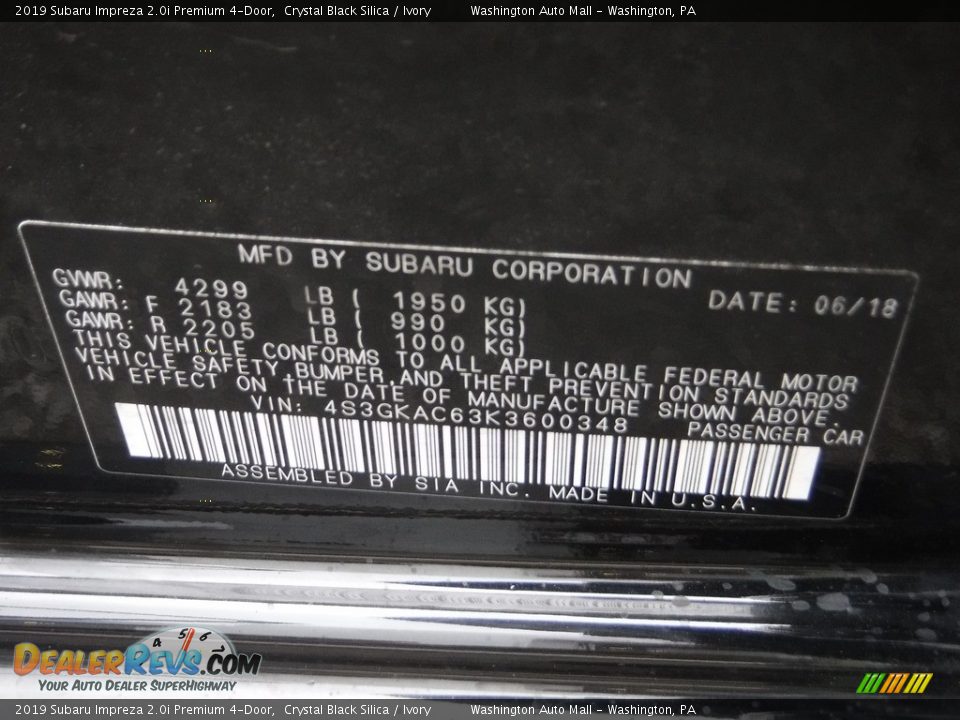 2019 Subaru Impreza 2.0i Premium 4-Door, Crystal Black Silica / Ivory Washington Auto Mall - Washington, PA
MFD BY SUBARU CORPORATION
GVWR: 4299 LB ( 1950 KG) DATE: 06/18
GAWR: F 2183 LB ( 990 KG)
GAWR: R 2205 LB ( 1000 KG)
THIS VEHICLE CONFORMS TO ALL APPLICABLE FEDERAL MOTOR
VEHICLE SAFETY,BUMPER,AND THEFT PREVENTION STANDARDS
IN EFFECT ON THE DATE OF MANUFACTURE SHOWN ABOVE.
VIN: 4S3GKAC63K3600348 PASSENGER CAR
ASSEMBLED BY SIA INC. MADE IN U.S.A.
4 5 6
DEALERREVS.COM
YOUR AUTO DEALER SUPERHIGHWAY
2019 Subaru Impreza 2.0i Premium 4-Door, Crystal Black Silica / Ivory Washington Auto Mall - Washington, PA